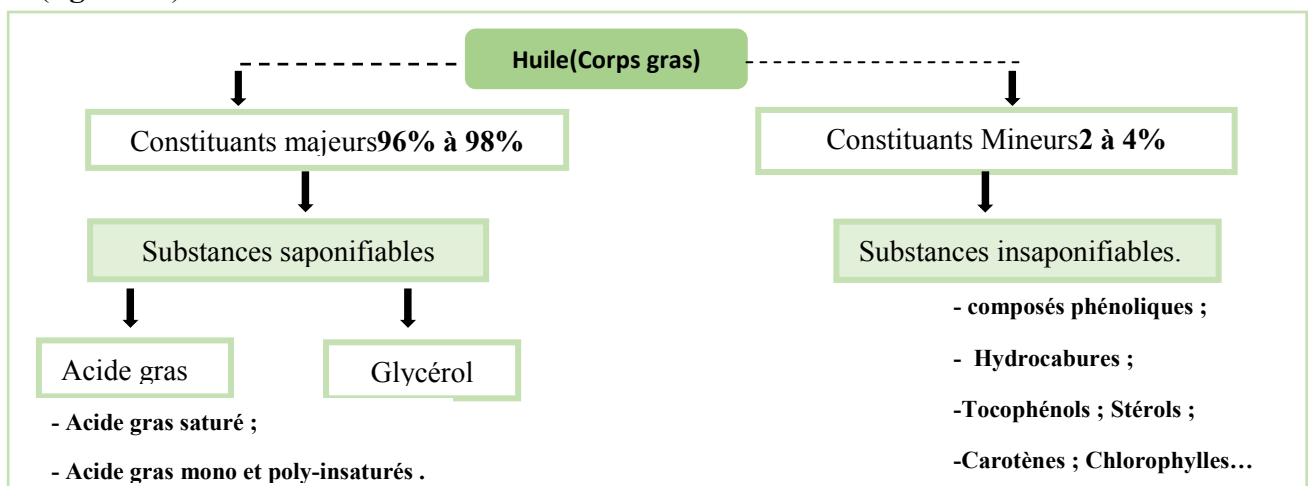 Huile(Corps gras)
Constituants majeurs96% à 98%
Constituants Mineurs2 à 4%
Substances saponifiables
Substances insaponifiables.
Acide gras
Glycérol
- Acide gras saturé ;
- Acide gras mono et poly-insaturés .
- composés phénoliques ;
- Hydrocabures ;
-Tocophénols ; Stérols ;
-Carotènes ; Chlorophylles…